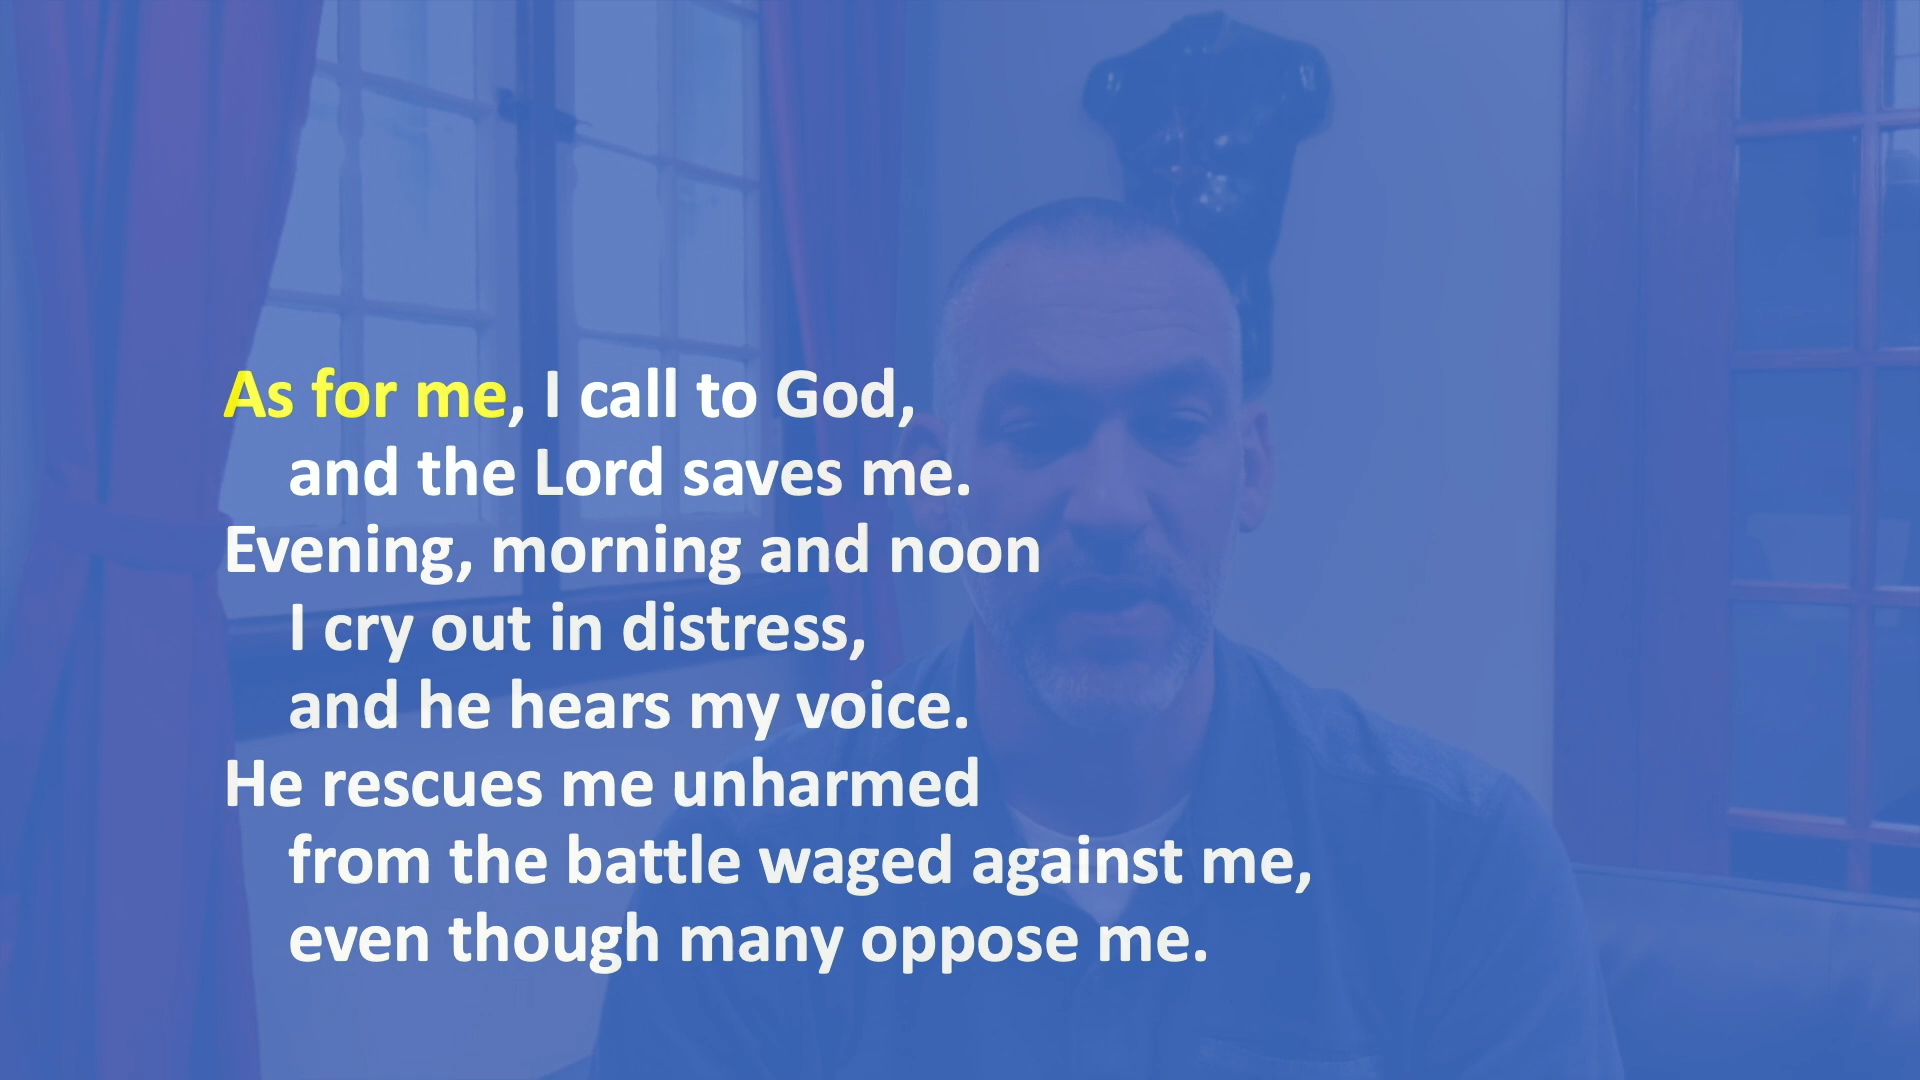 As for me, I call to God,
and the Lord saves me.
Evening, morning and noon
I cry out in distress,
and he hears my voice.
He rescues me unharmed
from the battle waged against me,
even though many oppose me.